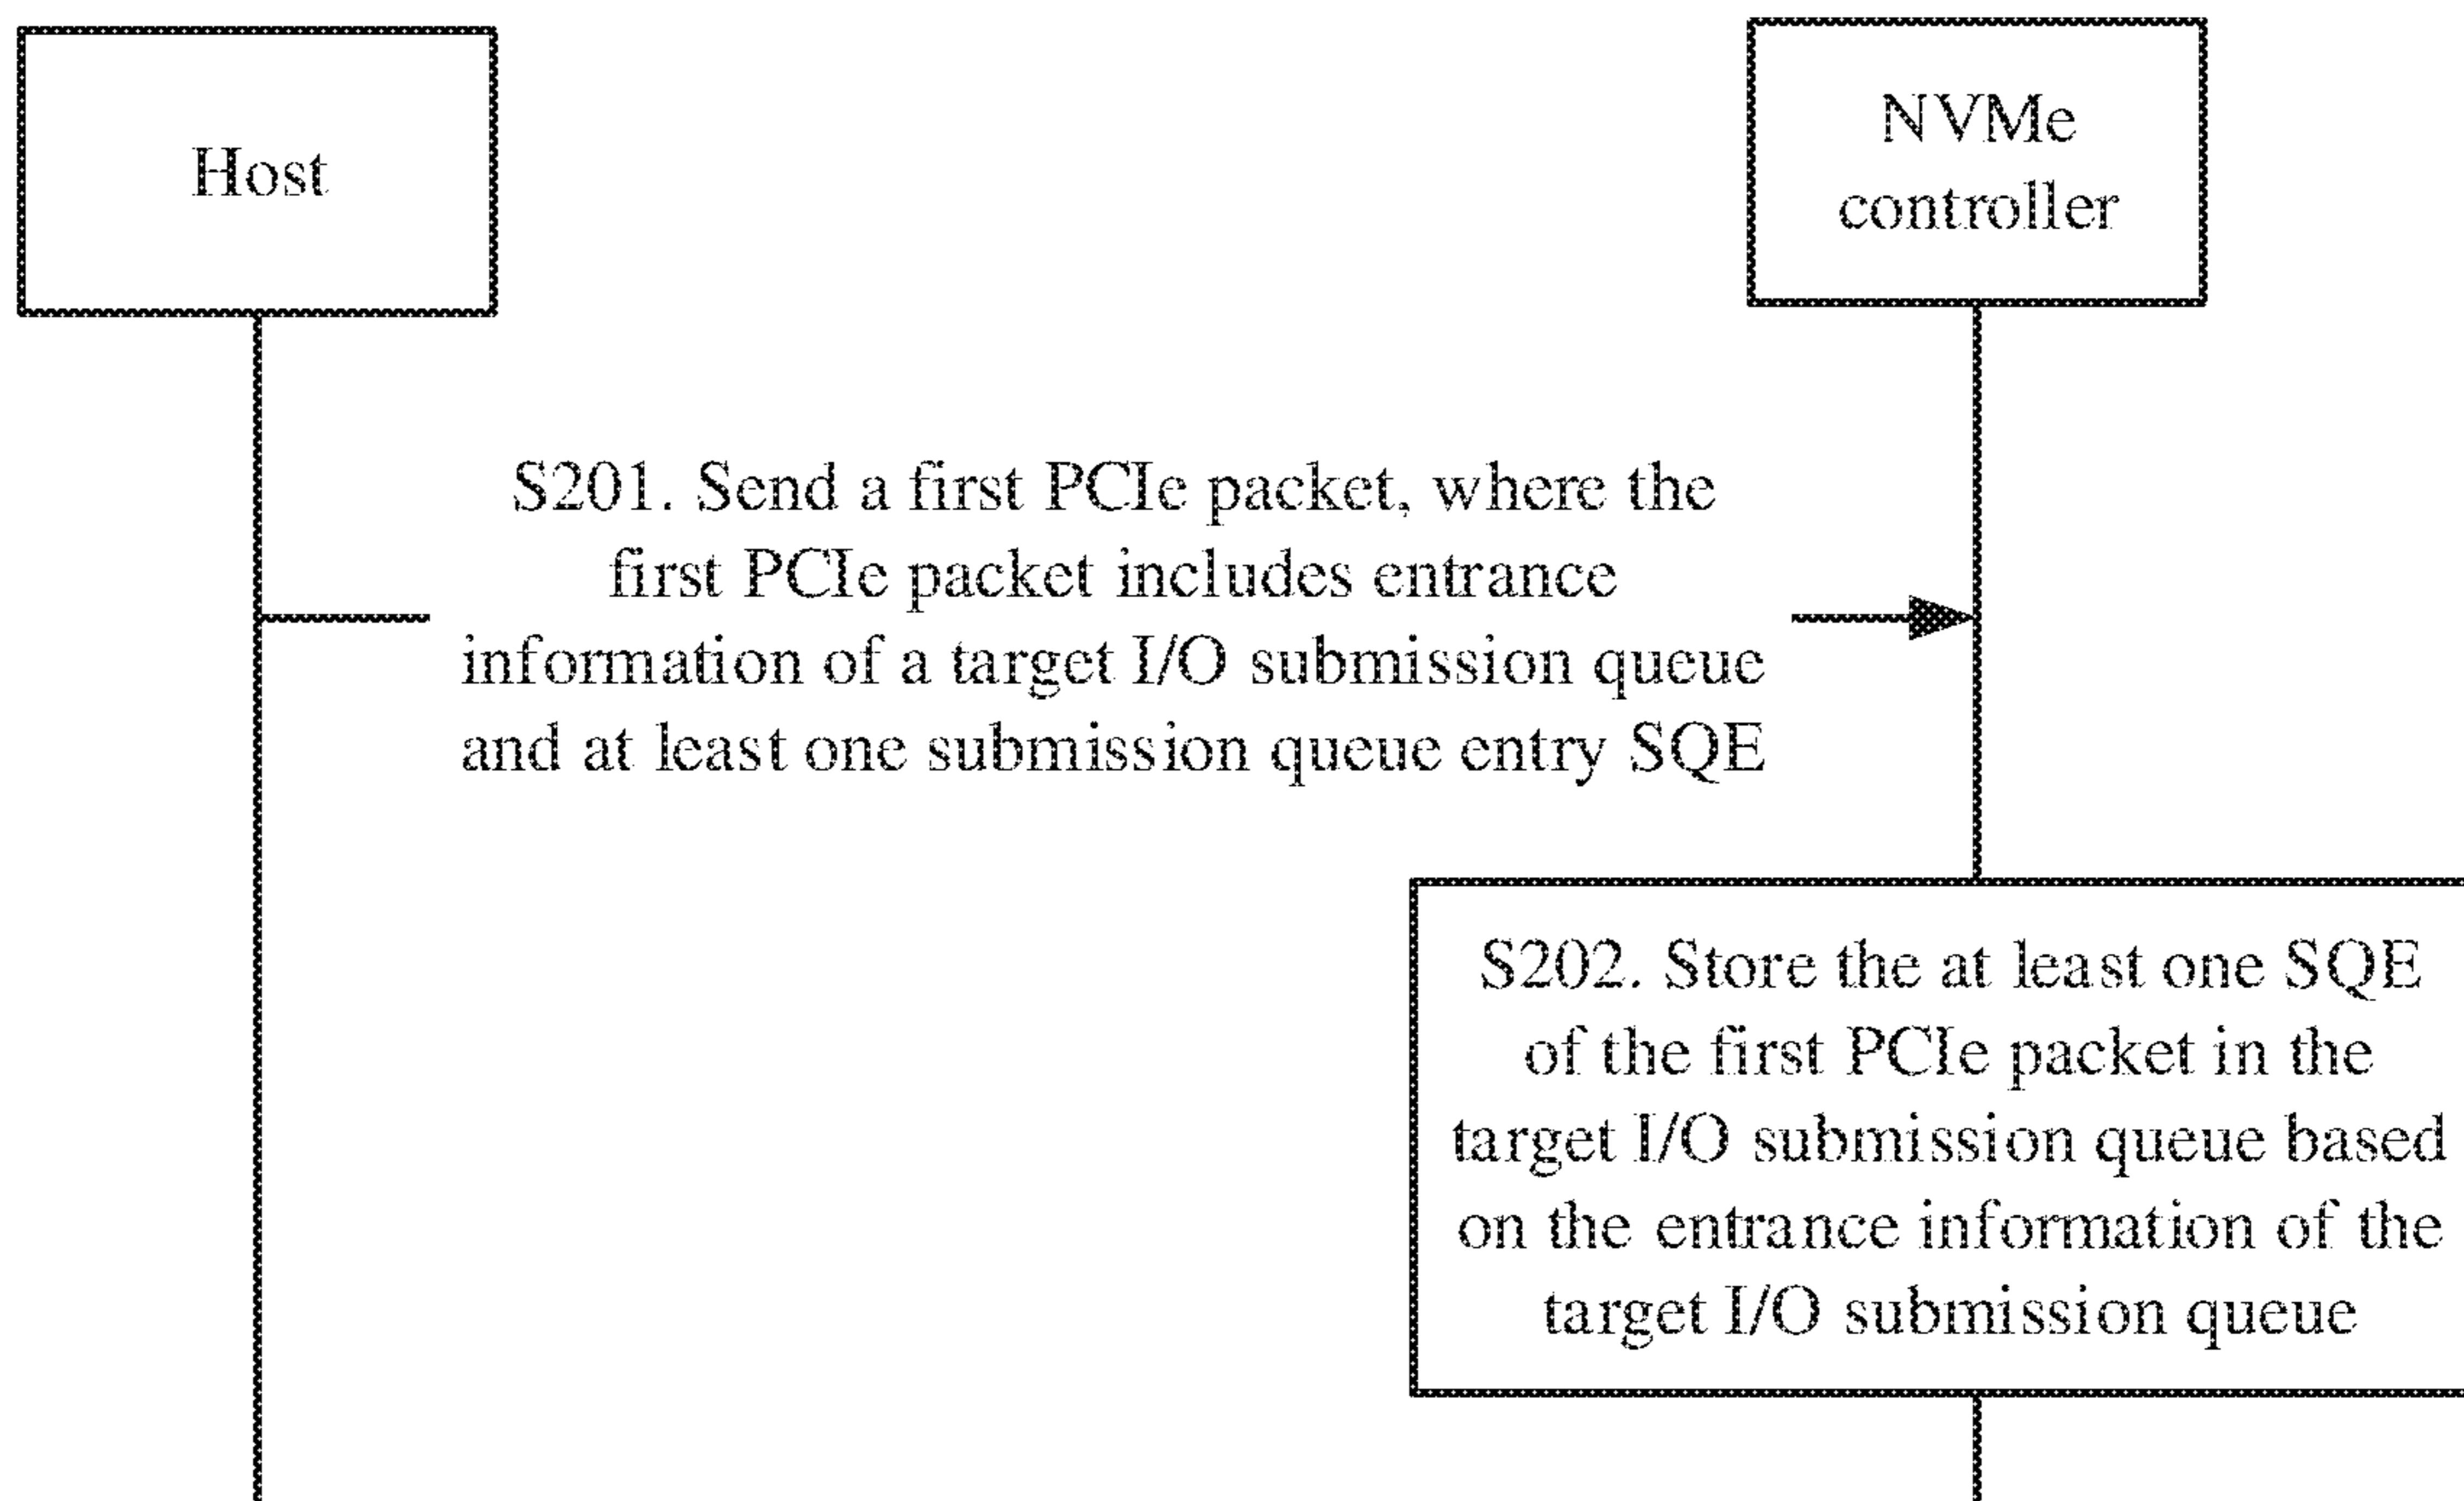 Host
NVMe
controller
S201. Send a first PCIe packet, where the
first PCIe packet includes entrance
information of a target I/O submission queue
and at least one submission queue entry SQE
S202. Store the at least one SQE
of the first PCIe packet in the
target I/O submission queue based
on the entrance information of the
target I/O submission queue